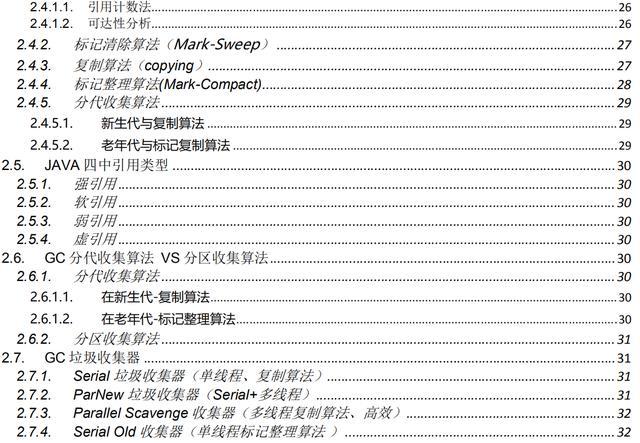 2.4.1.1. 引用计数法 26
2.4.1.2. 可达性分析 26
2.4.2. 标记清除算法（Mark-Sweep） 27
2.4.3. 复制算法（copying） 27
2.4.4. 标记整理算法(Mark-Compact) 28
2.4.5. 分代收集算法 29
2.4.5.1. 新生代与复制算法 29
2.4.5.2. 老年代与标记复制算法 29
2.5. JAVA 四中引用类型 30
2.5.1. 强引用 30
2.5.2. 软引用 30
2.5.3. 弱引用 30
2.5.4. 虚引用 30
2.6. GC 分代收集算法 VS 分区收集算法 30
2.6.1. 分代收集算法 30
2.6.1.1. 在新生代-复制算法 30
2.6.1.2. 在老年代-标记整理算法 30
2.6.2. 分区收集算法 31
2.7. GC 垃圾收集器 31
2.7.1. Serial 垃圾收集器（单线程、复制算法） 31
2.7.2. ParNew 垃圾收集器（Serial+多线程） 31
2.7.3. Parallel Scavenge 收集器（多线程复制算法、高效） 32
2.7.4. Serial Old 收集器（单线程标记整理算法 ） 32